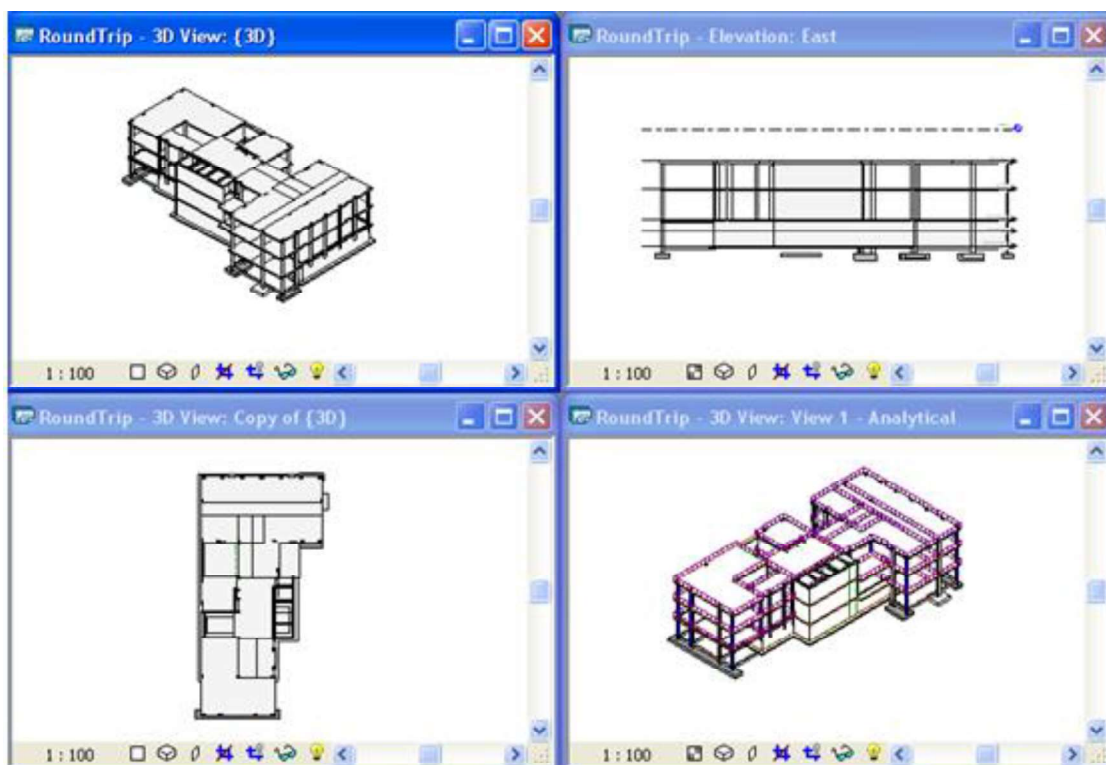 RoundTrip - 3D View: {3D}
RoundTrip - Elevation: East
1 : 100
1 : 100
RoundTrip - 3D View: Copy of {3D}
RoundTrip - 3D View: View 1 - Analytical
1 : 100
1 : 100